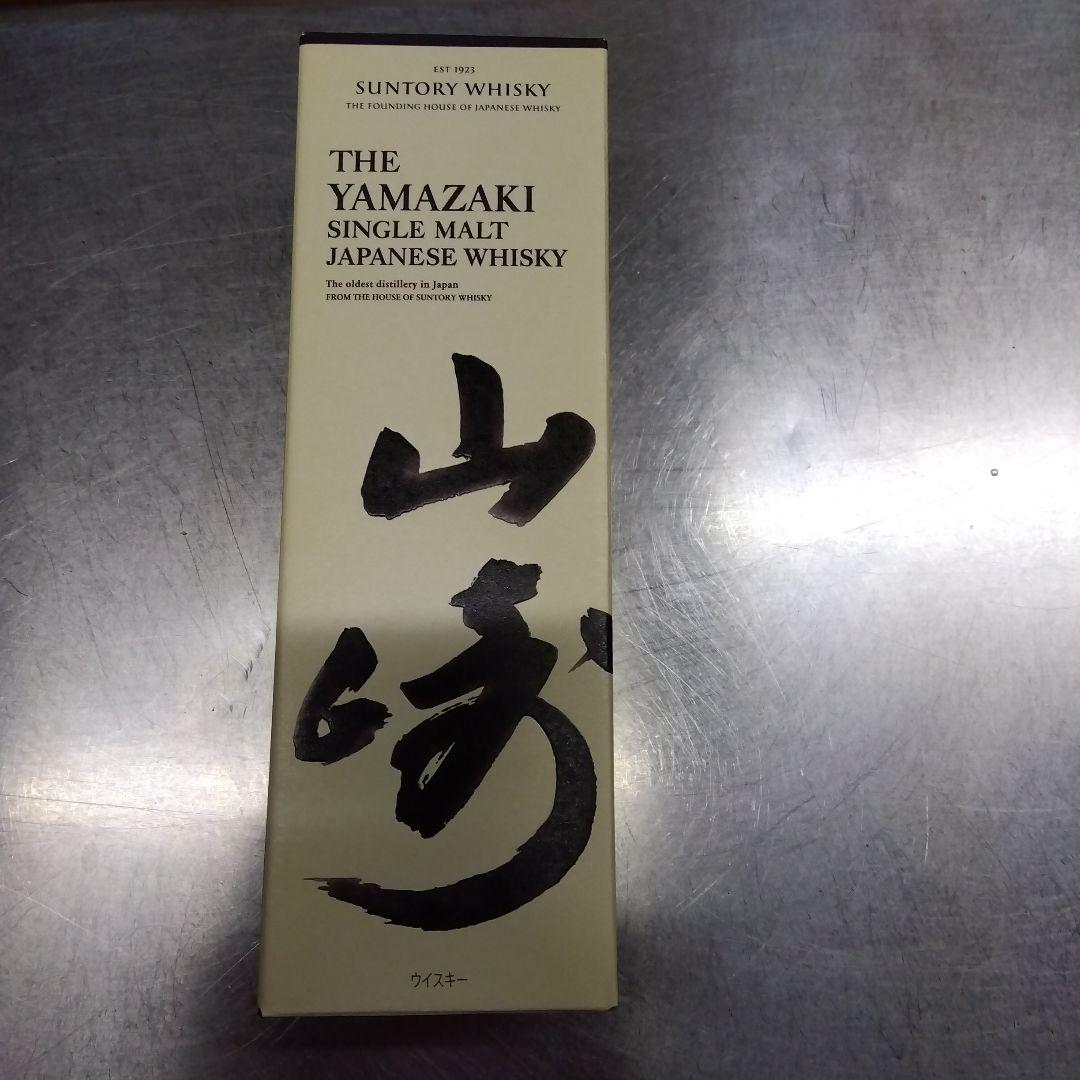 EST 1923
SUNTORY WHISKY
THE FOUNDING HOUSE OF JAPANESE WHISKY
THE
YAMAZAKI
SINGLE MALT
JAPANESE WHISKY
The oldest distillery in Japan
FROM THE HOUSE OF SUNTORY WHISKY
山
崎
ウイスキー